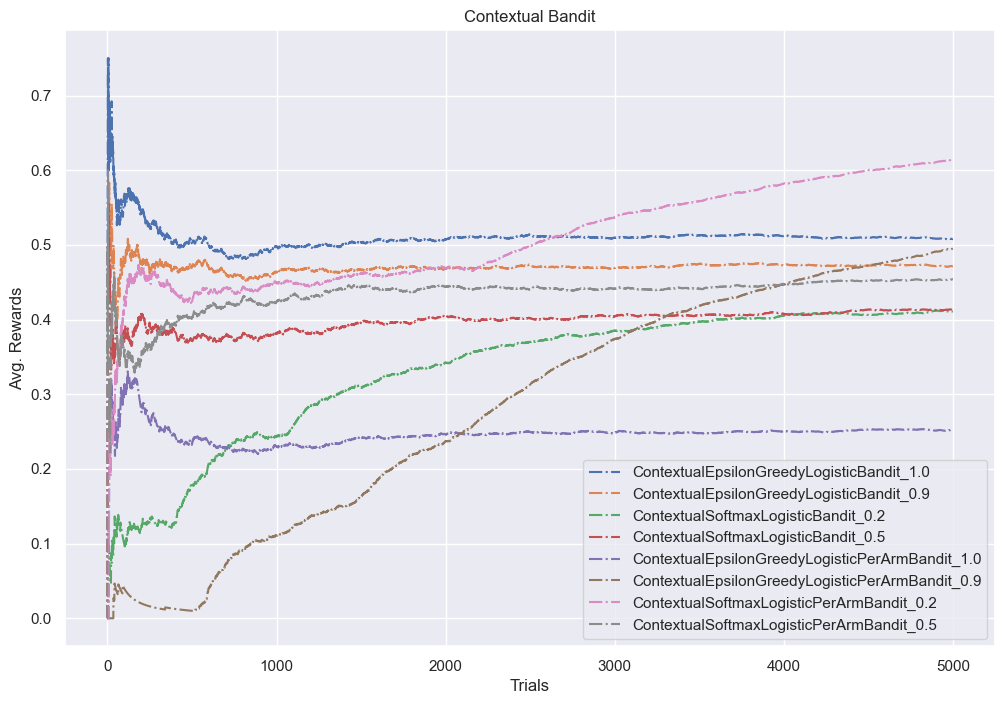 Contextual Bandit
Avg. Rewards
0.7
0.6
0.5
0.4
0.3
0.2
0.1
0.0
ContextualEpsilonGreedyLogisticBandit_1.0
ContextualEpsilonGreedyLogisticBandit_0.9
ContextualSoftmaxLogisticBandit_0.2
ContextualSoftmaxLogisticBandit_0.5
ContextualEpsilonGreedyLogisticPerArmBandit_1.0
ContextualEpsilonGreedyLogisticPerArmBandit_0.9
ContextualSoftmaxLogisticPerArmBandit_0.2
ContextualSoftmaxLogisticPerArmBandit_0.5
0 1000 2000 3000 4000 5000
Trials